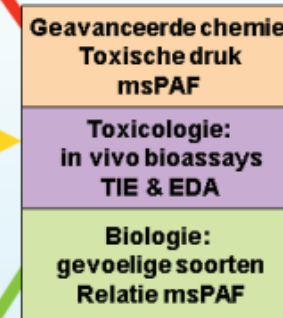 Geavanceerde chemie
Toxische druk
msPAF
Toxicologie:
in vivo bioassays
TIE & EDA
Biologie:
gevoelige soorten
Relatie msPAF